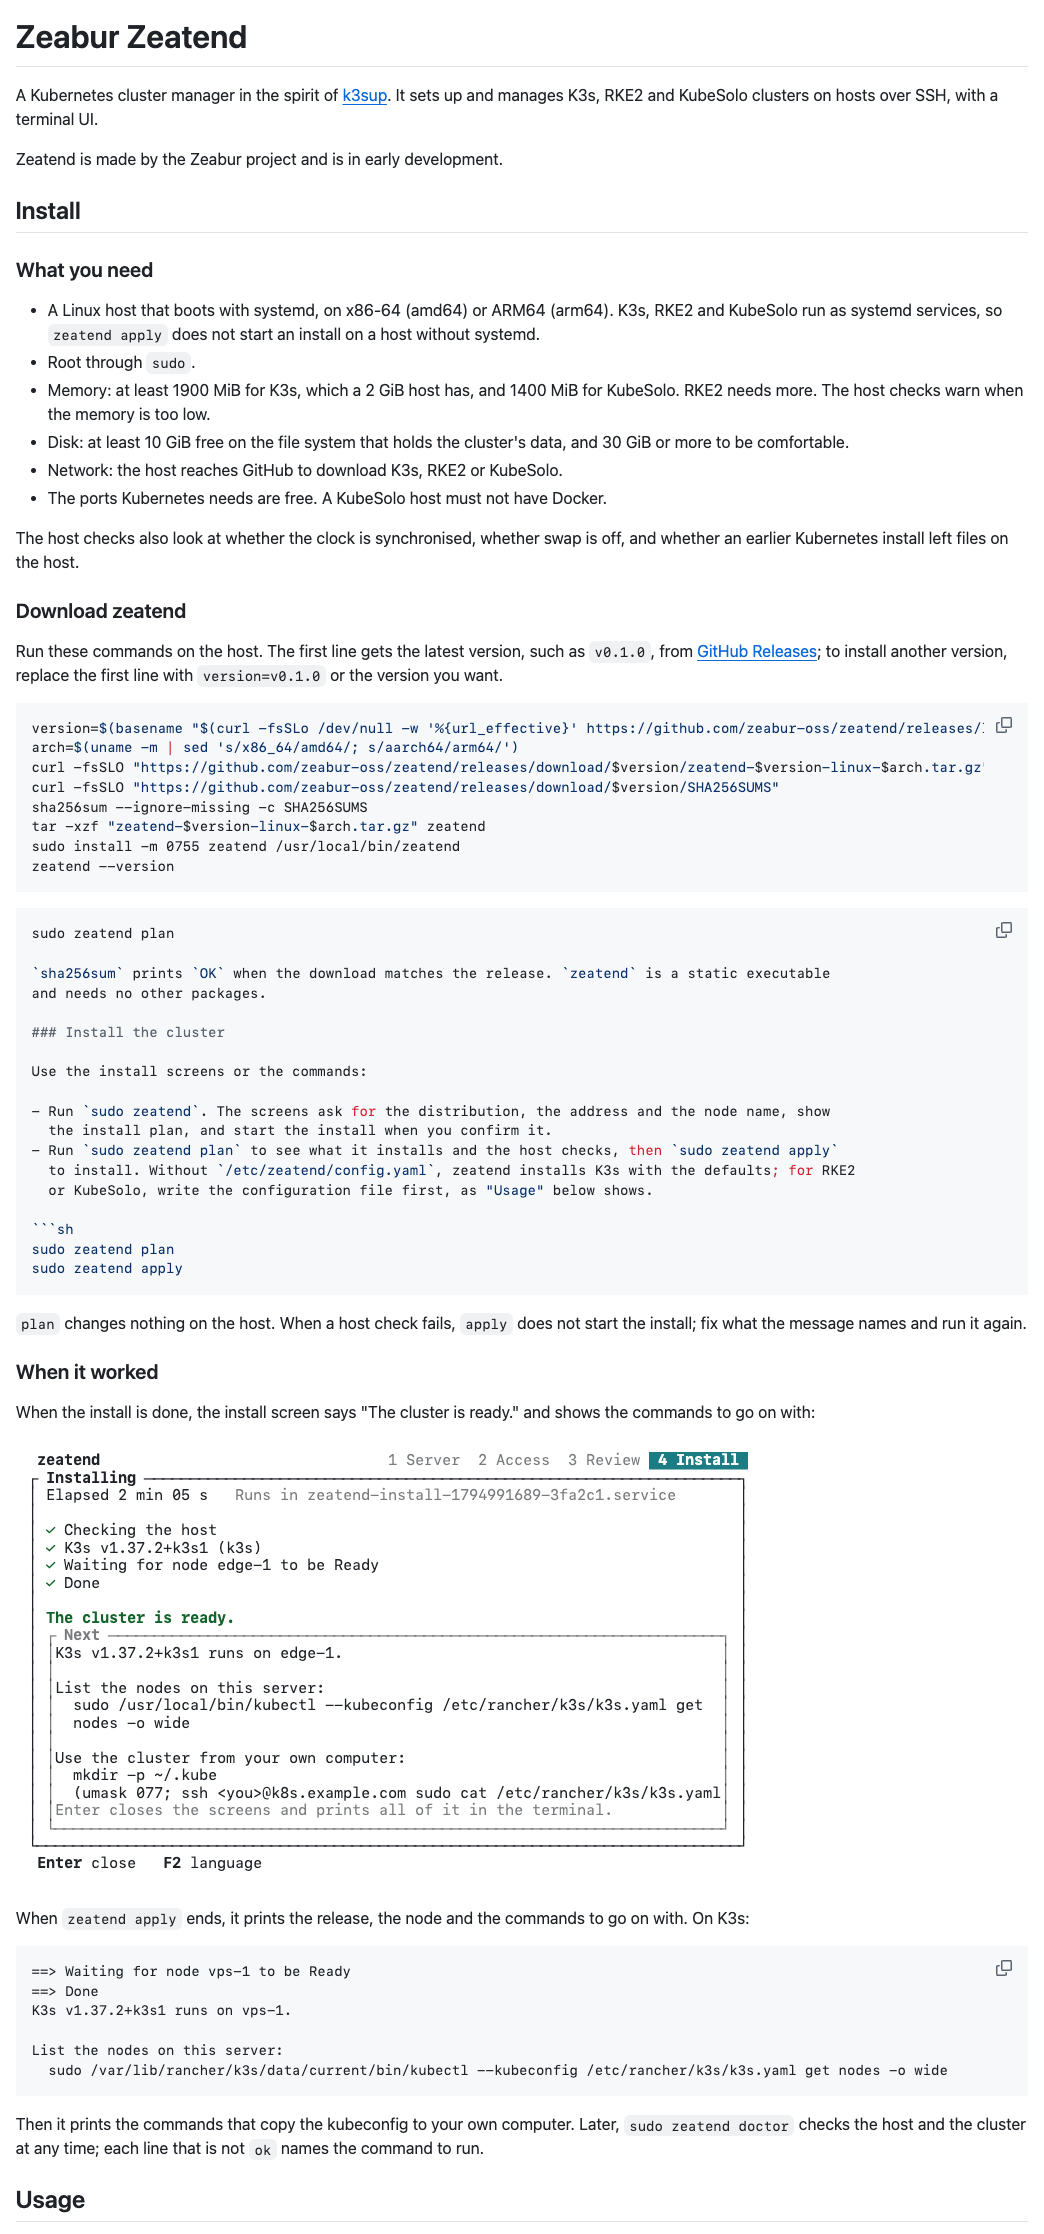 Zeabur Zeatend
A Kubernetes cluster manager in the spirit of k3sup. It sets up and manages K3s, RKE2 and KubeSolo clusters on hosts over SSH, with a
terminal UI.
Zeatend is made by the Zeabur project and is in early development.
Install
What you need
• A Linux host that boots with systemd, on x86-64 (amd64) or ARM64 (arm64). K3s, RKE2 and KubeSolo run as systemd services, so
zeatend apply does not start an install on a host without systemd.
• Root through sudo.
• Memory: at least 1900 MiB for K3s, which a 2 GiB host has, and 1400 MiB for KubeSolo. RKE2 needs more. The host checks warn when
the memory is too low.
• Disk: at least 10 GiB free on the file system that holds the cluster's data, and 30 GiB or more to be comfortable.
• Network: the host reaches GitHub to download K3s, RKE2 or KubeSolo.
• The ports Kubernetes needs are free. A KubeSolo host must not have Docker.
The host checks also look at whether the clock is synchronised, whether swap is off, and whether an earlier Kubernetes install left files on
the host.
Download zeatend
Run these commands on the host. The first line gets the latest version, such as v0.1.0, from GitHub Releases; to install another version,
replace the first line with version=v0.1.0 or the version you want.
version=$(basename "$(curl -fsSLo /dev/null -w '%{url_effective}' https://github.com/zeabur-oss/zeatend/releases/
arch=$(uname -m | sed 's/x86_64/amd64/; s/aarch64/arm64/')
curl -fsSLO "https://github.com/zeabur-oss/zeatend/releases/download/$version/zeatend-$version-linux-$arch.tar.gz"
curl -fsSLO "https://github.com/zeabur-oss/zeatend/releases/download/$version/SHA256SUMS"
sha256sum --ignore-missing -c SHA256SUMS
tar -xzf "zeatend-$version-linux-$arch.tar.gz" zeatend
sudo install -m 0755 zeatend /usr/local/bin/zeatend
zeatend --version
sudo zeatend plan
`sha256sum` prints `OK` when the download matches the release. `zeatend` is a static executable
and needs no other packages.
### Install the cluster
Use the install screens or the commands:
- Run `sudo zeatend`. The screens ask for the distribution, the address and the node name, show
the install plan, and start the install when you confirm it.
- Run `sudo zeatend plan` to see what it installs and the host checks, then `sudo zeatend apply`
to install. Without `/etc/zeatend/config.yaml`, zeatend installs K3s with the defaults; for RKE2
or KubeSolo, write the configuration file first, as "Usage" below shows.
```sh
sudo zeatend plan
sudo zeatend apply
plan changes nothing on the host. When a host check fails, apply does not start the install; fix what the message names and run it again.
When it worked
When the install is done, the install screen says "The cluster is ready." and shows the commands to go on with:
zeatend 1 Server 2 Access 3 Review 4 Install
Installing
Elapsed 2 min 05 s Runs in zeatend-install-1794991689-3fa2c1.service
✓ Checking the host
✓ K3s v1.37.2+k3s1 (k3s)
✓ Waiting for node edge-1 to be Ready
✓ Done
The cluster is ready.
Next
K3s v1.37.2+k3s1 runs on edge-1.
List the nodes on this server:
sudo /usr/local/bin/kubectl --kubeconfig /etc/rancher/k3s/k3s.yaml get
nodes -o wide
Use the cluster from your own computer:
mkdir -p ~/.kube
(umask 077; ssh <you>@k8s.example.com sudo cat /etc/rancher/k3s/k3s.yaml
Enter closes the screens and prints all of it in the terminal.
Enter close F2 language
When zeatend apply ends, it prints the release, the node and the commands to go on with. On K3s:
==> Waiting for node vps-1 to be Ready
==> Done
K3s v1.37.2+k3s1 runs on vps-1.
List the nodes on this server:
sudo /var/lib/rancher/k3s/data/current/bin/kubectl --kubeconfig /etc/rancher/k3s/k3s.yaml get nodes -o wide
Then it prints the commands that copy the kubeconfig to your own computer. Later, sudo zeatend doctor checks the host and the cluster
at any time; each line that is not ok names the command to run.
Usage